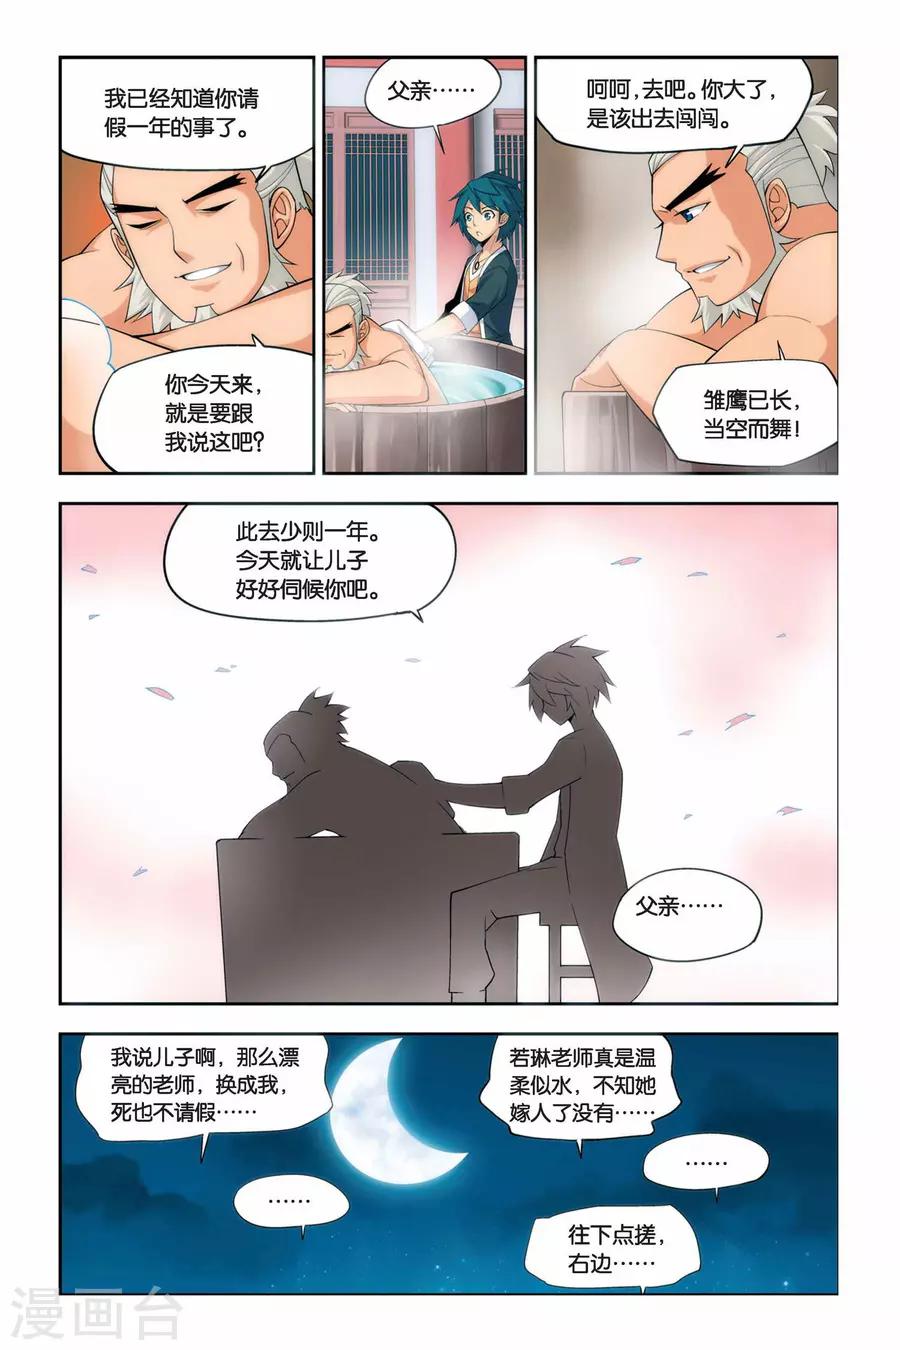 我已经知道你请
假一年的事了。
你今天来，
就是要跟
我说这吧？
父亲……
呵呵，去吧。你大了，
是该出去闯闯。
雏鹰已长，
当空而舞！
此去少则一年。
今天就让儿子
好好伺候你吧。
父亲……
我说儿子啊，那么漂
亮的老师，换成我，
死也不请假……
……
若琳老师真是温
柔似水，不知她
嫁人了没有……
……
往下点搓，
右边……
漫画台